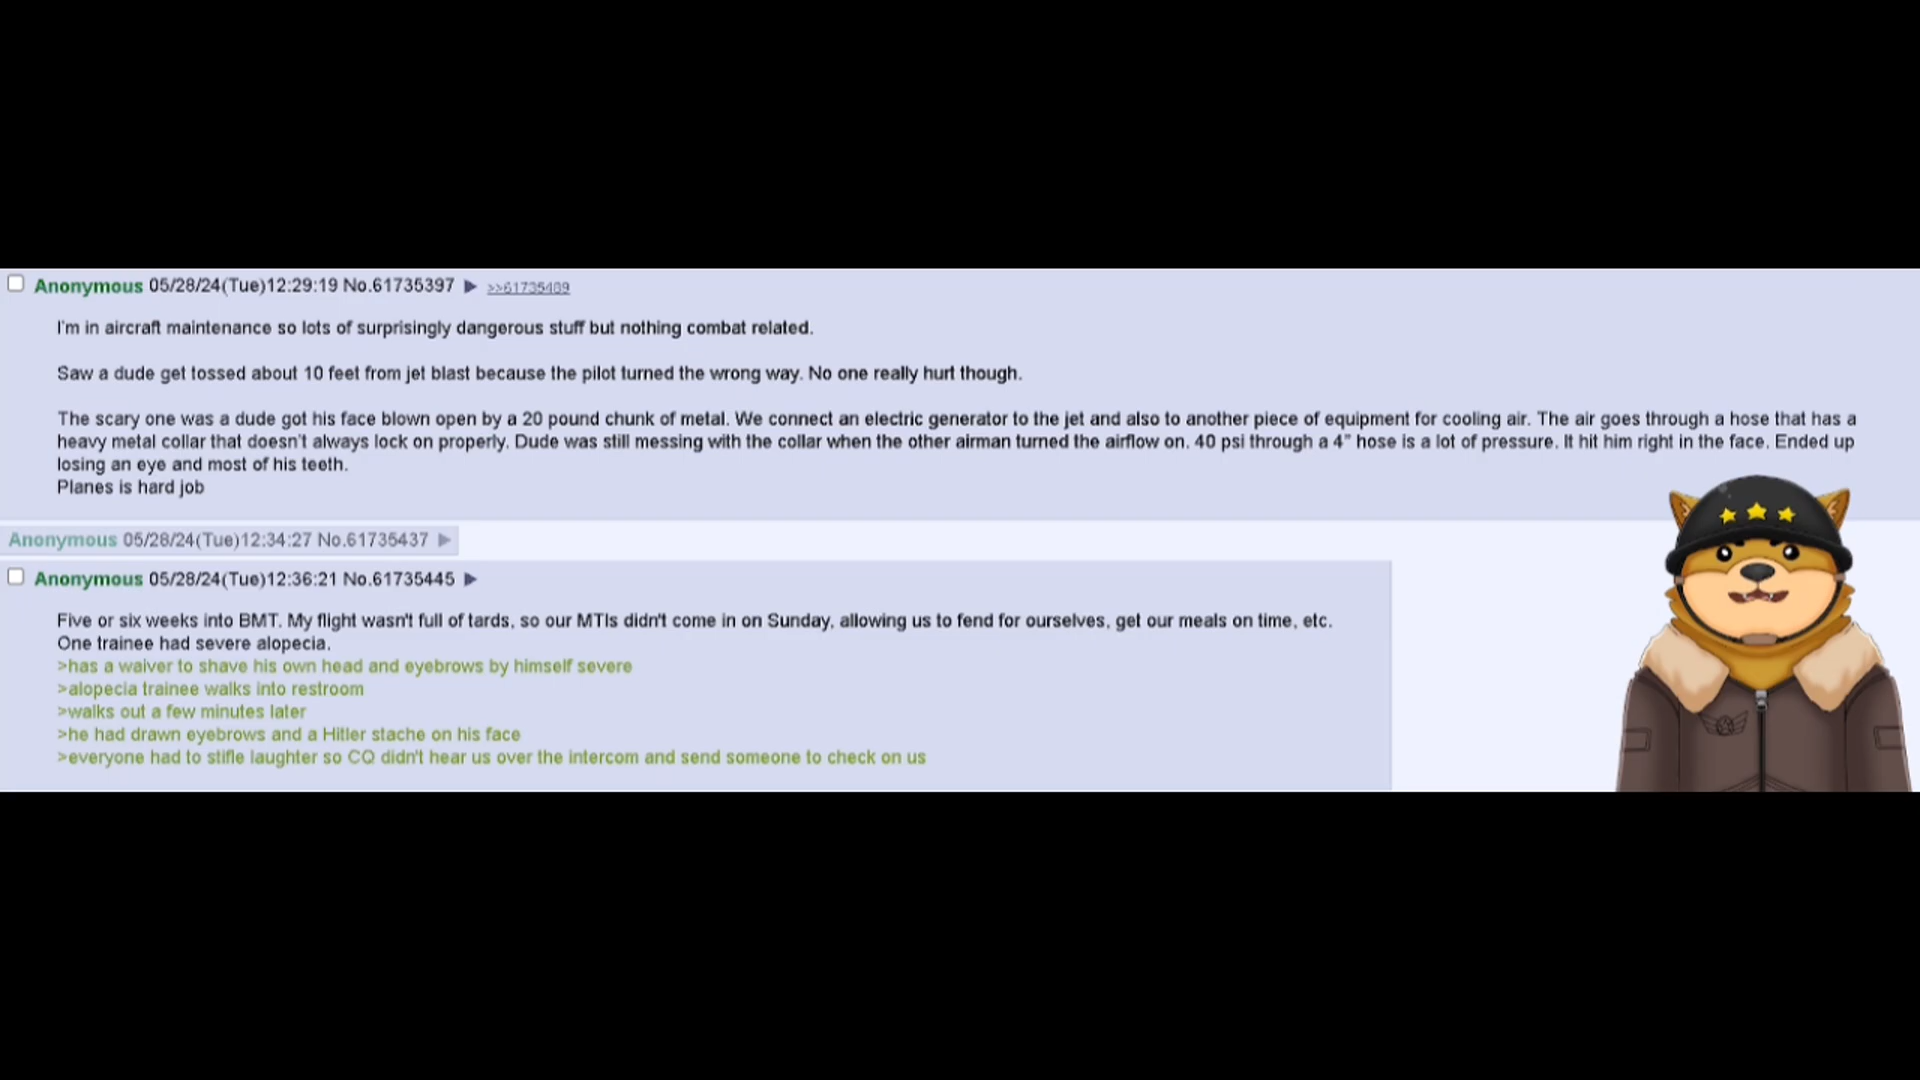 Anonymous 05/28/24(Tue)12:29:19 No.61735397 ▶ >>61735489
I'm in aircraft maintenance so lots of surprisingly dangerous stuff but nothing combat related.
Saw a dude get tossed about 10 feet from jet blast because the pilot turned the wrong way. No one really hurt though.
The scary one was a dude got his face blown open by a 20 pound chunk of metal. We connect an electric generator to the jet and also to another piece of equipment for cooling air. The air goes through a hose that has a
heavy metal collar that doesn't always lock on properly. Dude was still messing with the collar when the other airman turned the airflow on. 40 psi through a 4" hose is a lot of pressure. It hit him right in the face. Ended up
losing an eye and most of his teeth.
Planes is hard job
Anonymous 05/28/24(Tue)12:34:27 No.61735437 ▶
Anonymous 05/28/24(Tue)12:36:21 No.61735445 ▶
Five or six weeks into BMT. My flight wasn't full of tards, so our MTIs didn't come in on Sunday, allowing us to fend for ourselves, get our meals on time, etc.
One trainee had severe alopecia.
>has a waiver to shave his own head and eyebrows by himself severe
>alopecia trainee walks into restroom
>walks out a few minutes later
>he had drawn eyebrows and a Hitler stache on his face
>everyone had to stifle laughter so CQ didn't hear us over the intercom and send someone to check on us